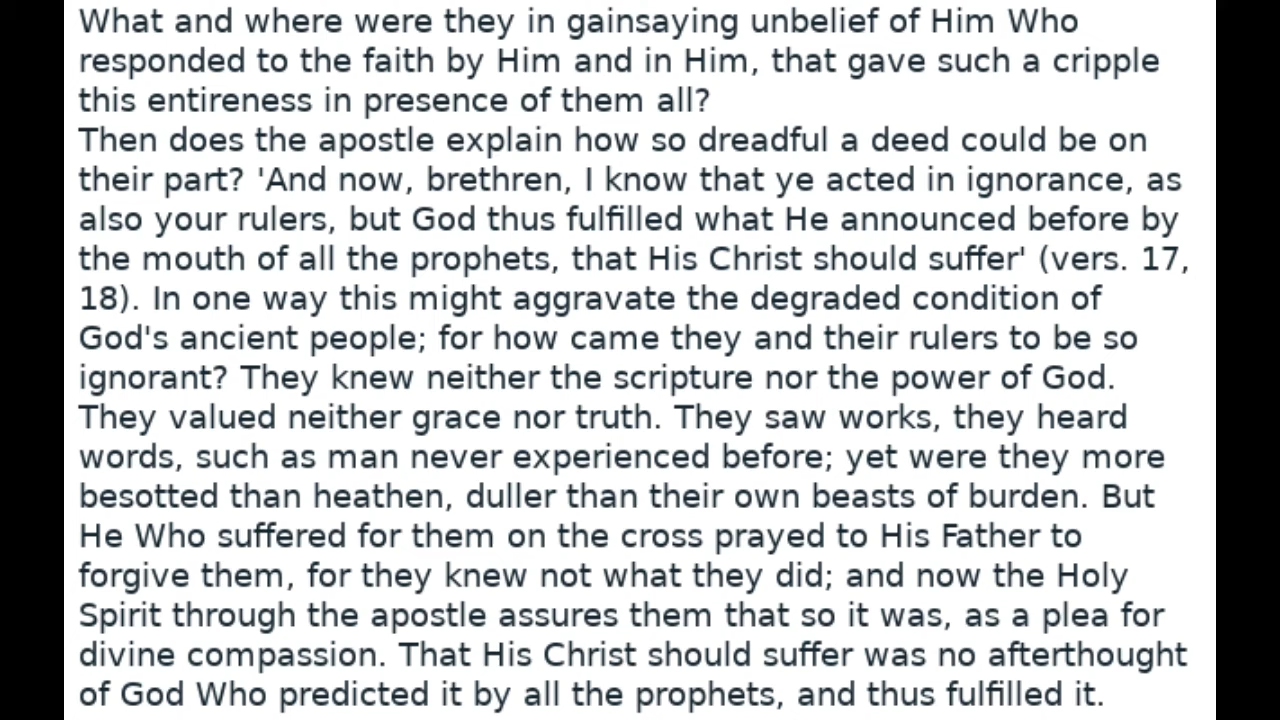 What and where were they in gainsaying unbelief of Him Who
responded to the faith by Him and in Him, that gave such a cripple
this entireness in presence of them all?
Then does the apostle explain how so dreadful a deed could be on
their part? 'And now, brethren, I know that ye acted in ignorance, as
also your rulers, but God thus fulfilled what He announced before by
the mouth of all the prophets, that His Christ should suffer' (vers. 17,
18). In one way this might aggravate the degraded condition of
God's ancient people; for how came they and their rulers to be so
ignorant? They knew neither the scripture nor the power of God.
They valued neither grace nor truth. They saw works, they heard
words, such as man never experienced before; yet were they more
besotted than heathen, duller than their own beasts of burden. But
He Who suffered for them on the cross prayed to His Father to
forgive them, for they knew not what they did; and now the Holy
Spirit through the apostle assures them that so it was, as a plea for
divine compassion. That His Christ should suffer was no afterthought
of God Who predicted it by all the prophets, and thus fulfilled it.